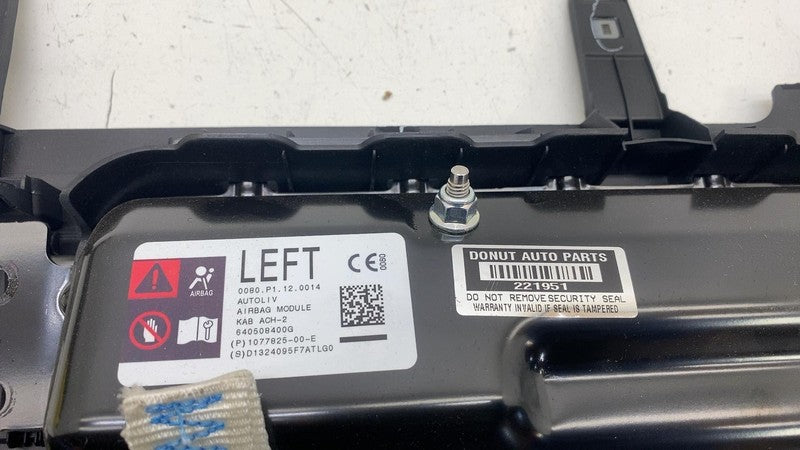 LEFT
CE
0080
0080.P1.12.0014
AUTOLIV
AIRBAG MODULE
KAB ACH-2
640508400G
(P)1077825-00-E
(S)D1324095F7ATLG0
AIRBAG
DONUT AUTO PARTS
221951
DO NOT REMOVE SECURITY SEAL
WARRANTY INVALID IF SEAL IS TAMPERED